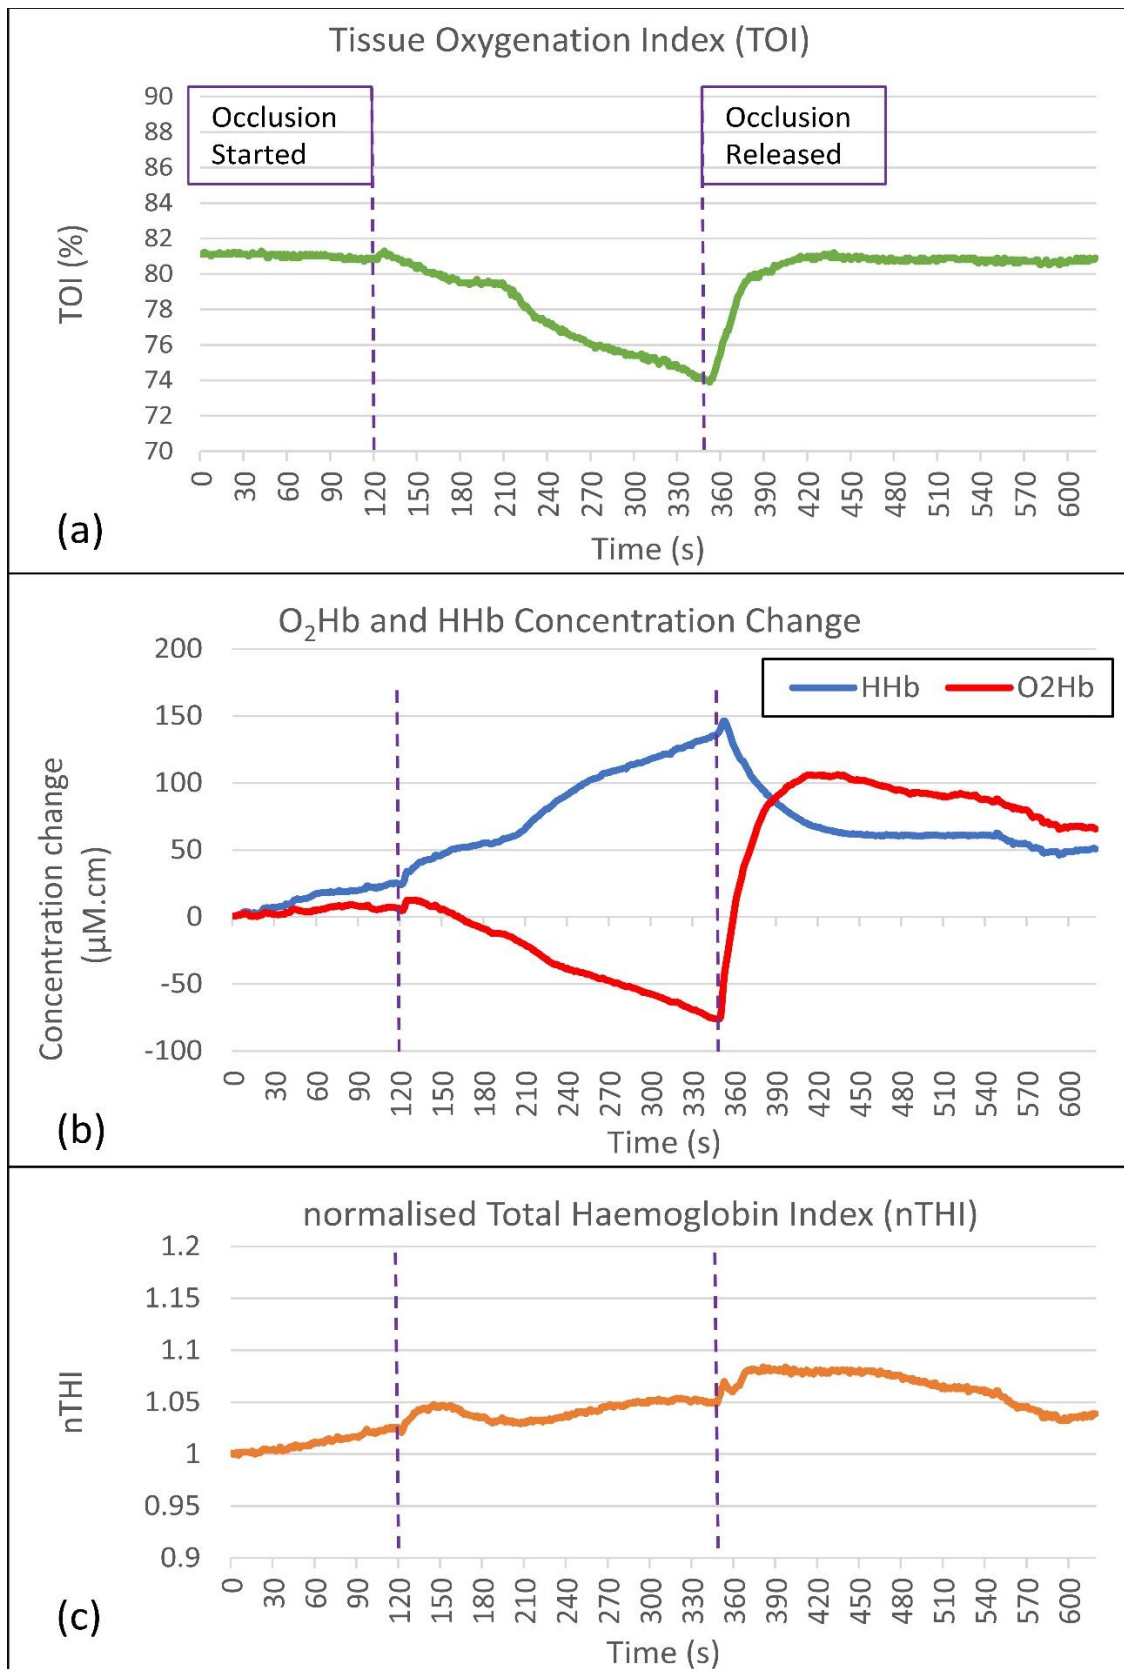 Tissue Oxygenation Index (TOI)
90
88
86
84
82
80
78
76
74
72
70
TOI (%)
Occlusion
Started
Occlusion
Released
0 30 60 90 120 150 180 210 240 270 300 330 360 390 420 450 480 510 540 570 600
Time (s)
(a)
O₂Hb and HHb Concentration Change
200
150
100
50
0
-50
-100
Concentration change
(µM.cm)
HHb O2Hb
0 30 60 90 120 150 180 210 240 270 300 330 360 390 420 450 480 510 540 570 600
Time (s)
(b)
normalised Total Haemoglobin Index (nTHI)
1.2
1.15
1.1
1.05
1
0.95
0.9
nTHI
0 30 60 90 120 150 180 210 240 270 300 330 360 390 420 450 480 510 540 570 600
Time (s)
(c)